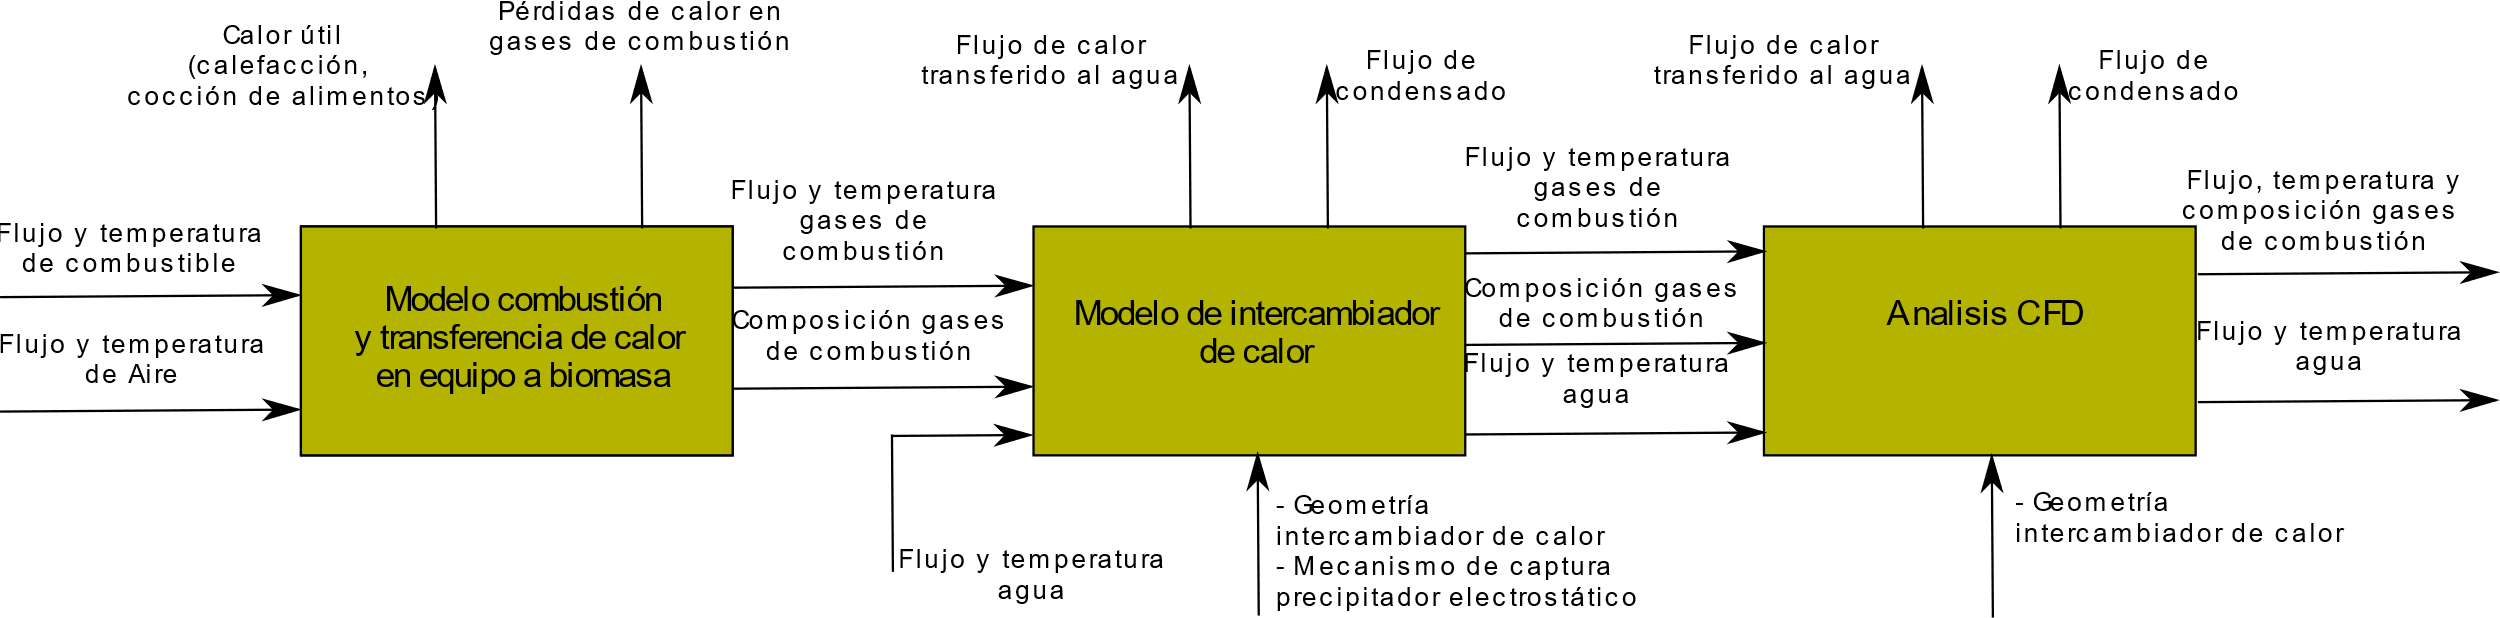 Calor útil
(calefacción,
cocción de alimentos)
Pérdidas de calor en
gases de combustión
Flujo de calor
transferido al agua
Flujo de
condensado
Flujo de calor
transferido al agua
Flujo de
condensado
Flujo y temperatura
de combustible
Flujo y temperatura
de Aire
Modelo combustión
y transferencia de calor
en equipo a biomasa
Flujo y temperatura
gases de
combustión
Composición gases
de combustión
Flujo y temperatura
agua
Modelo de intercambiador
de calor
- Geometría
intercambiador de calor
- Mecanismo de captura
precipitador electrostático
Flujo y temperatura
gases de
combustión
Composición gases
de combustión
Flujo y temperatura
agua
Analisis CFD
- Geometría
intercambiador de calor
Flujo, temperatura y
composición gases
de combustión
Flujo y temperatura
agua